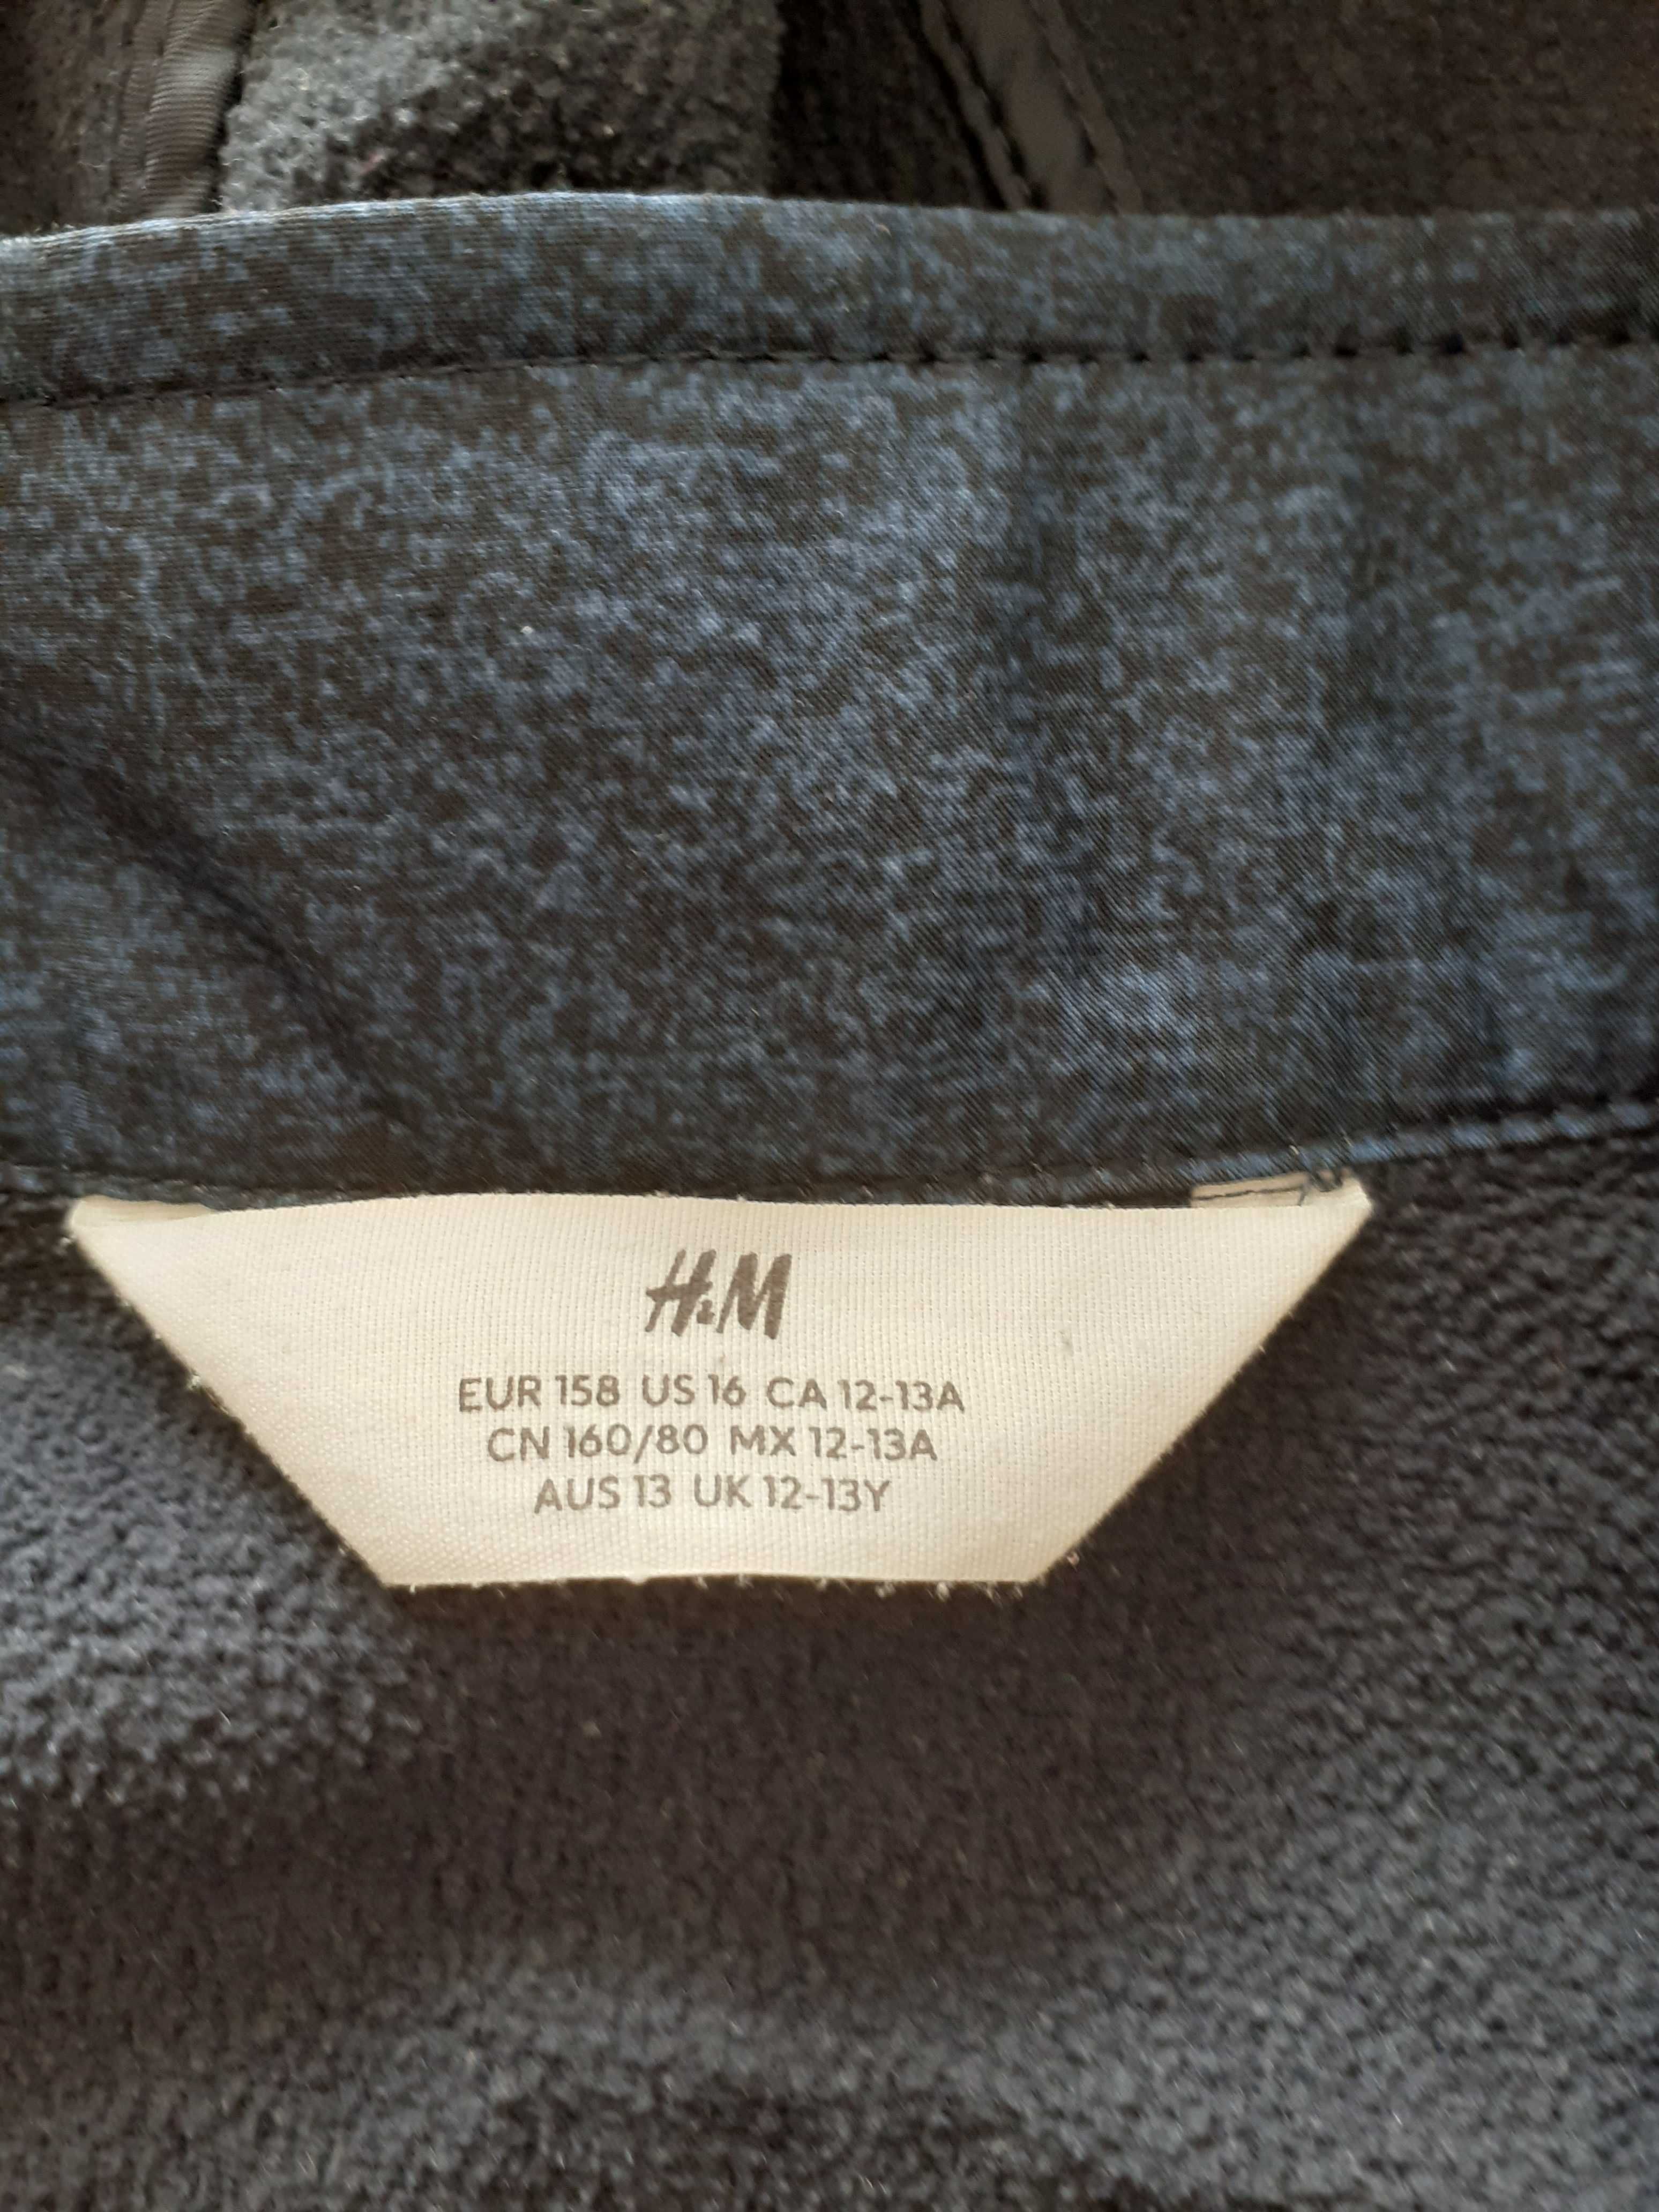 H&M
EUR 158 US 16 CA 12-13A
CN 160/80 MX 12-13A
AUS 13 UK 12-13Y